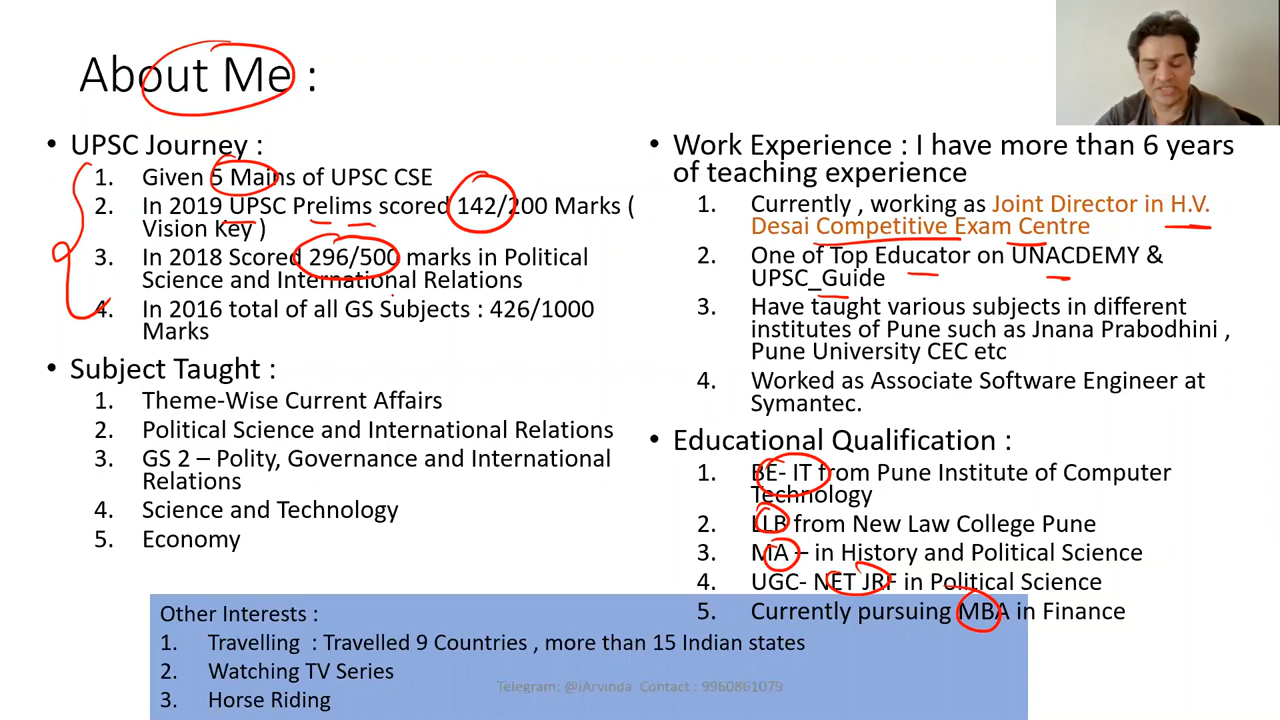 About Me :
• UPSC Journey :
1. Given 5 Mains of UPSC CSE
2. In 2019 UPSC Prelims scored 142/200 Marks (
Vision Key )
3. In 2018 Scored 296/500 marks in Political
Science and International Relations
4. In 2016 total of all GS Subjects : 426/1000
Marks
• Subject Taught :
1. Theme-Wise Current Affairs
2. Political Science and International Relations
3. GS 2 – Polity, Governance and International
Relations
4. Science and Technology
5. Economy
• Work Experience : I have more than 6 years
of teaching experience
1. Currently , working as Joint Director in H.V.
Desai Competitive Exam Centre
2. One of Top Educator on UNACDEMY &
UPSC_Guide
3. Have taught various subjects in different
institutes of Pune such as Jnana Prabodhini ,
Pune University CEC etc
4. Worked as Associate Software Engineer at
Symantec.
• Educational Qualification :
1. BE- IT from Pune Institute of Computer
Technology
2. LLB from New Law College Pune
3. MA – in History and Political Science
4. UGC- NET JRF in Political Science
5. Currently pursuing MBA in Finance
Other Interests :
1. Travelling : Travelled 9 Countries , more than 15 Indian states
2. Watching TV Series
3. Horse Riding
Telegram: @iArvinda Contact : 9960861079